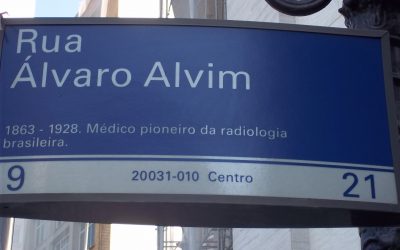 Rua
Álvaro Alvim
1863 - 1928. Médico pioneiro da radiologia
brasileira.
9 20031-010 Centro 21